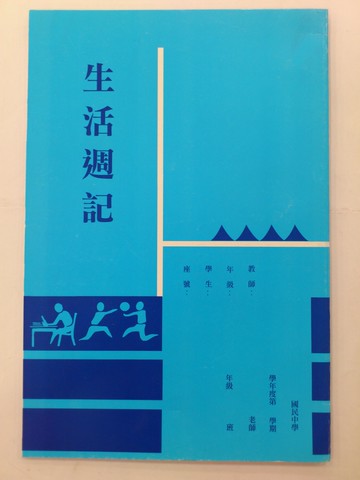 生活週記
國民中學
學年度第 學期
教師： 老師
年級： 年級 班
學生：
座號：